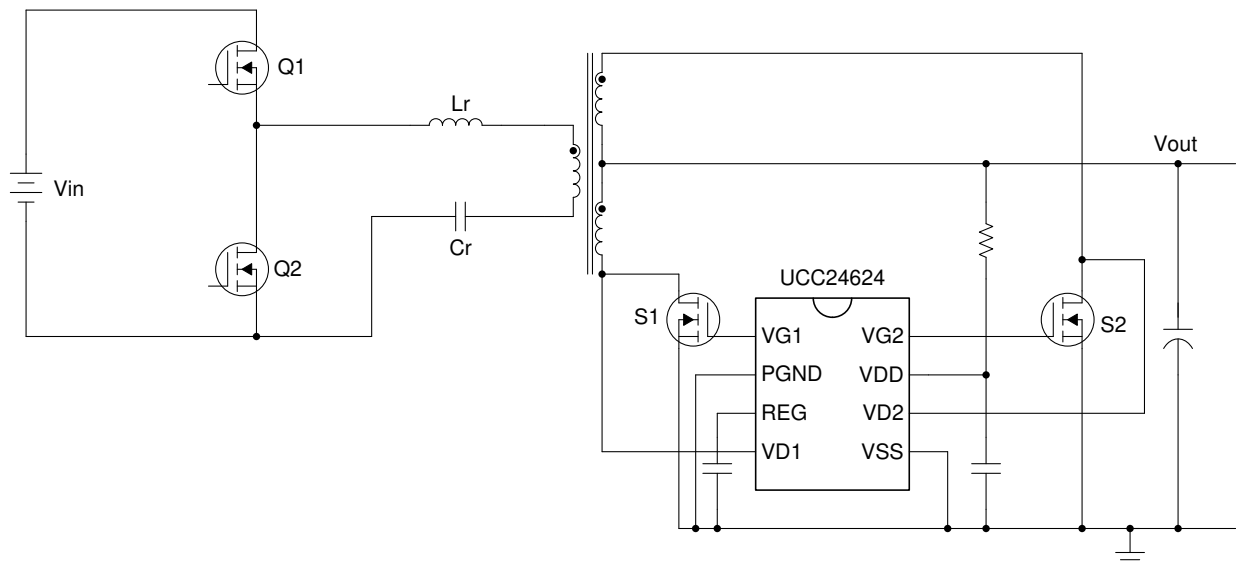 Q1
Lr
Vout
Vin
Cr
Q2
UCC24624
S1
S2
VG1
VG2
PGND
VDD
REG
VD2
VD1
VSS